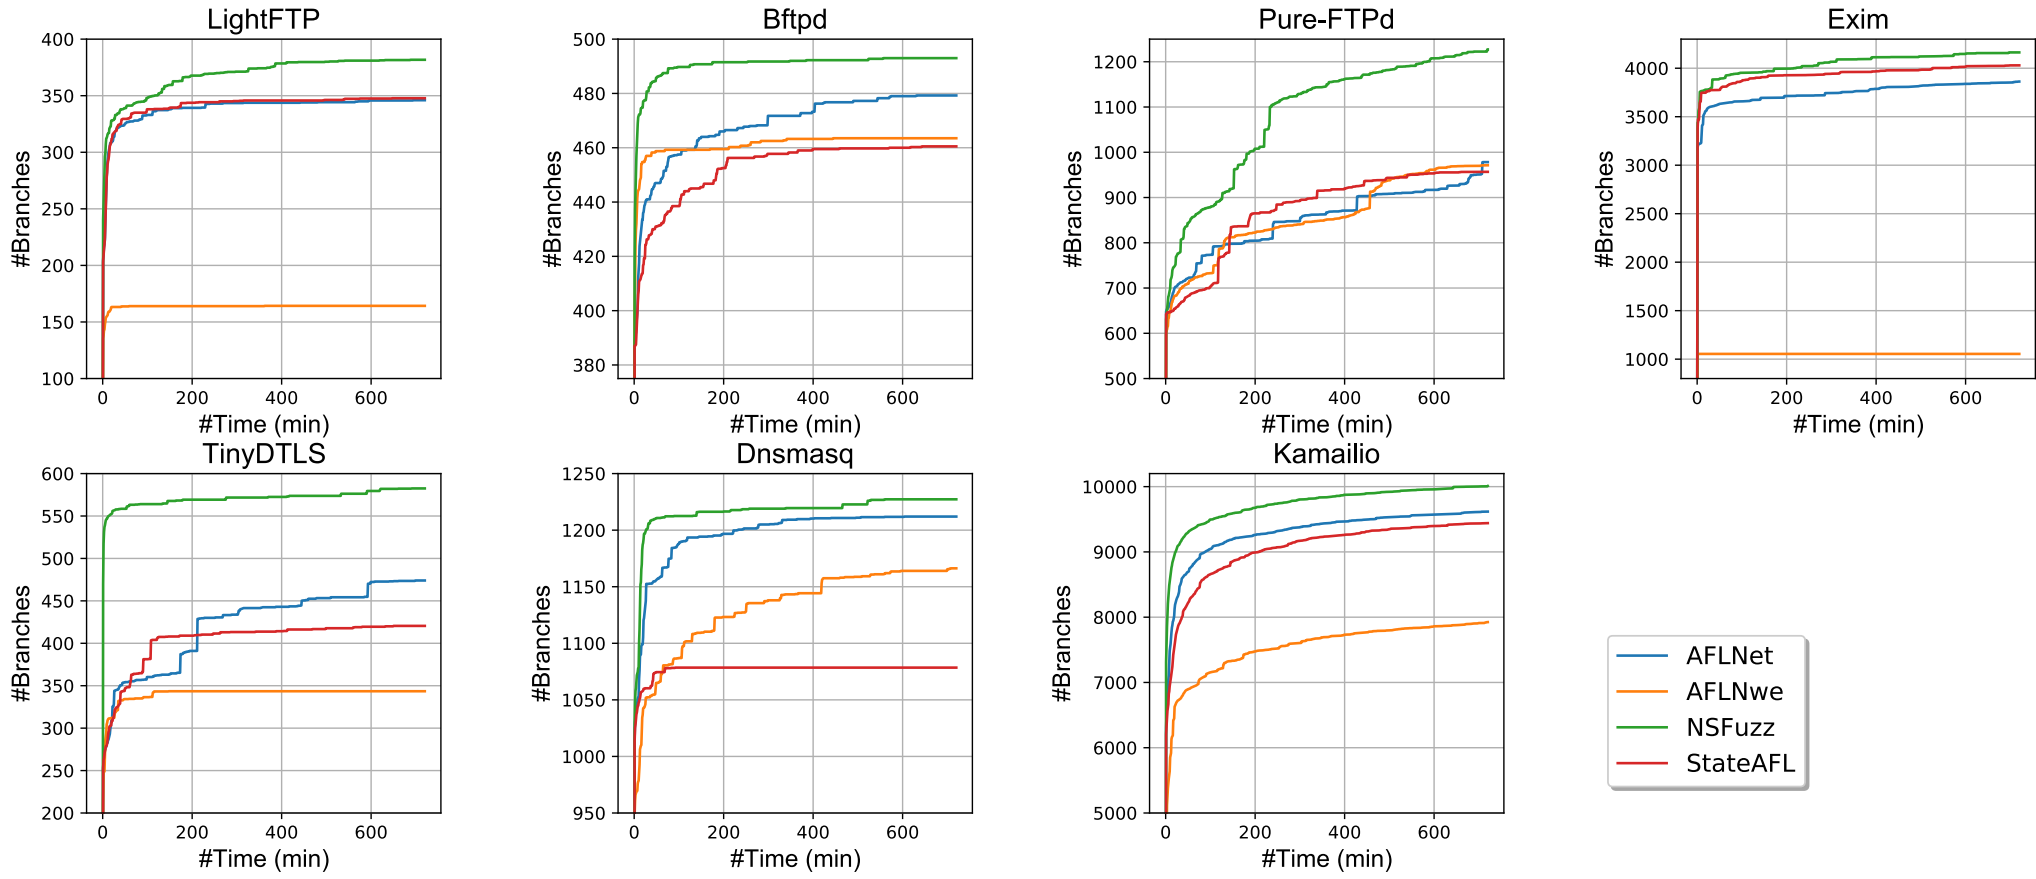 LightFTP
#Branches
400
350
300
250
200
150
100
0 200 400 600
#Time (min)
Bftpd
#Branches
500
480
460
440
420
400
380
0 200 400 600
#Time (min)
Pure-FTPd
#Branches
1200
1100
1000
900
800
700
600
500
0 200 400 600
#Time (min)
Exim
#Branches
4000
3500
3000
2500
2000
1500
1000
0 200 400 600
#Time (min)
TinyDTLS
#Branches
600
550
500
450
400
350
300
250
200
0 200 400 600
#Time (min)
Dnsmasq
#Branches
1250
1200
1150
1100
1050
1000
950
0 200 400 600
#Time (min)
Kamailio
#Branches
10000
9000
8000
7000
6000
5000
0 200 400 600
#Time (min)
AFLNet
AFLNwe
NSFuzz
StateAFL